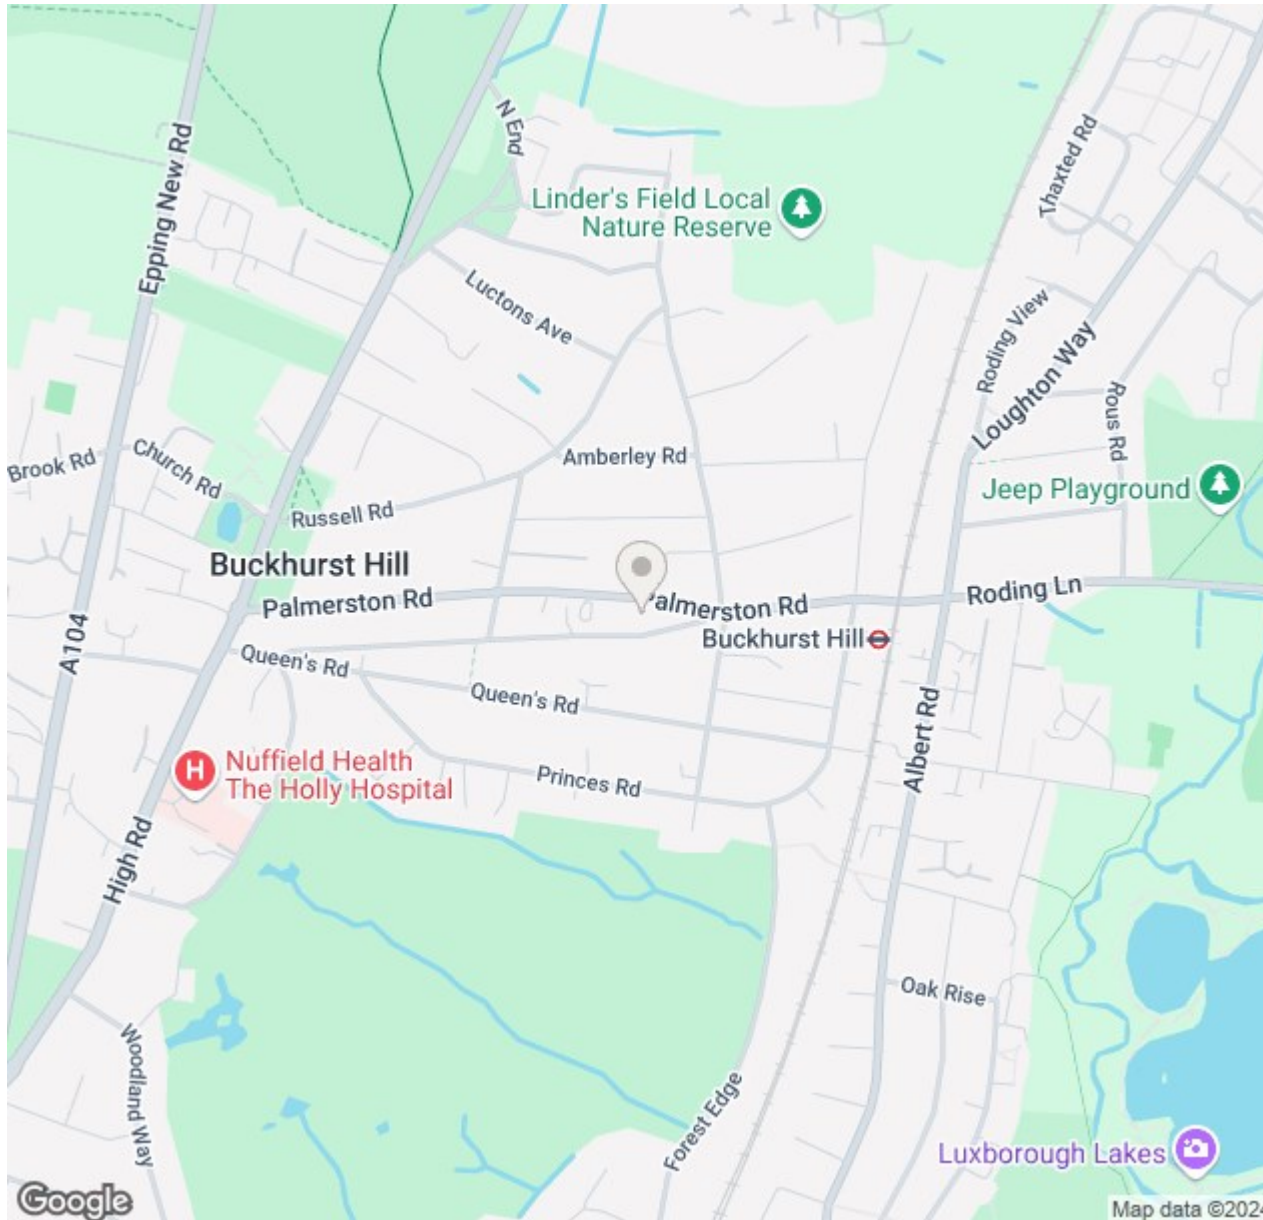 N End
Thaxted Rd
Epping New Rd
Linder's Field Local
Nature Reserve
Luctons Ave
Roding View
Loughton Way
Rous Rd
Brook Rd
Church Rd
Amberley Rd
Jeep Playground
Russell Rd
Buckhurst Hill
Palmerston Rd
Palmerston Rd
Roding Ln
A104
Buckhurst Hill
Queen's Rd
Queen's Rd
Albert Rd
Nuffield Health
The Holly Hospital
Princes Rd
High Rd
Oak Rise
Woodland Way
Forest Edge
Luxborough Lakes
Google
Map data ©2024
H